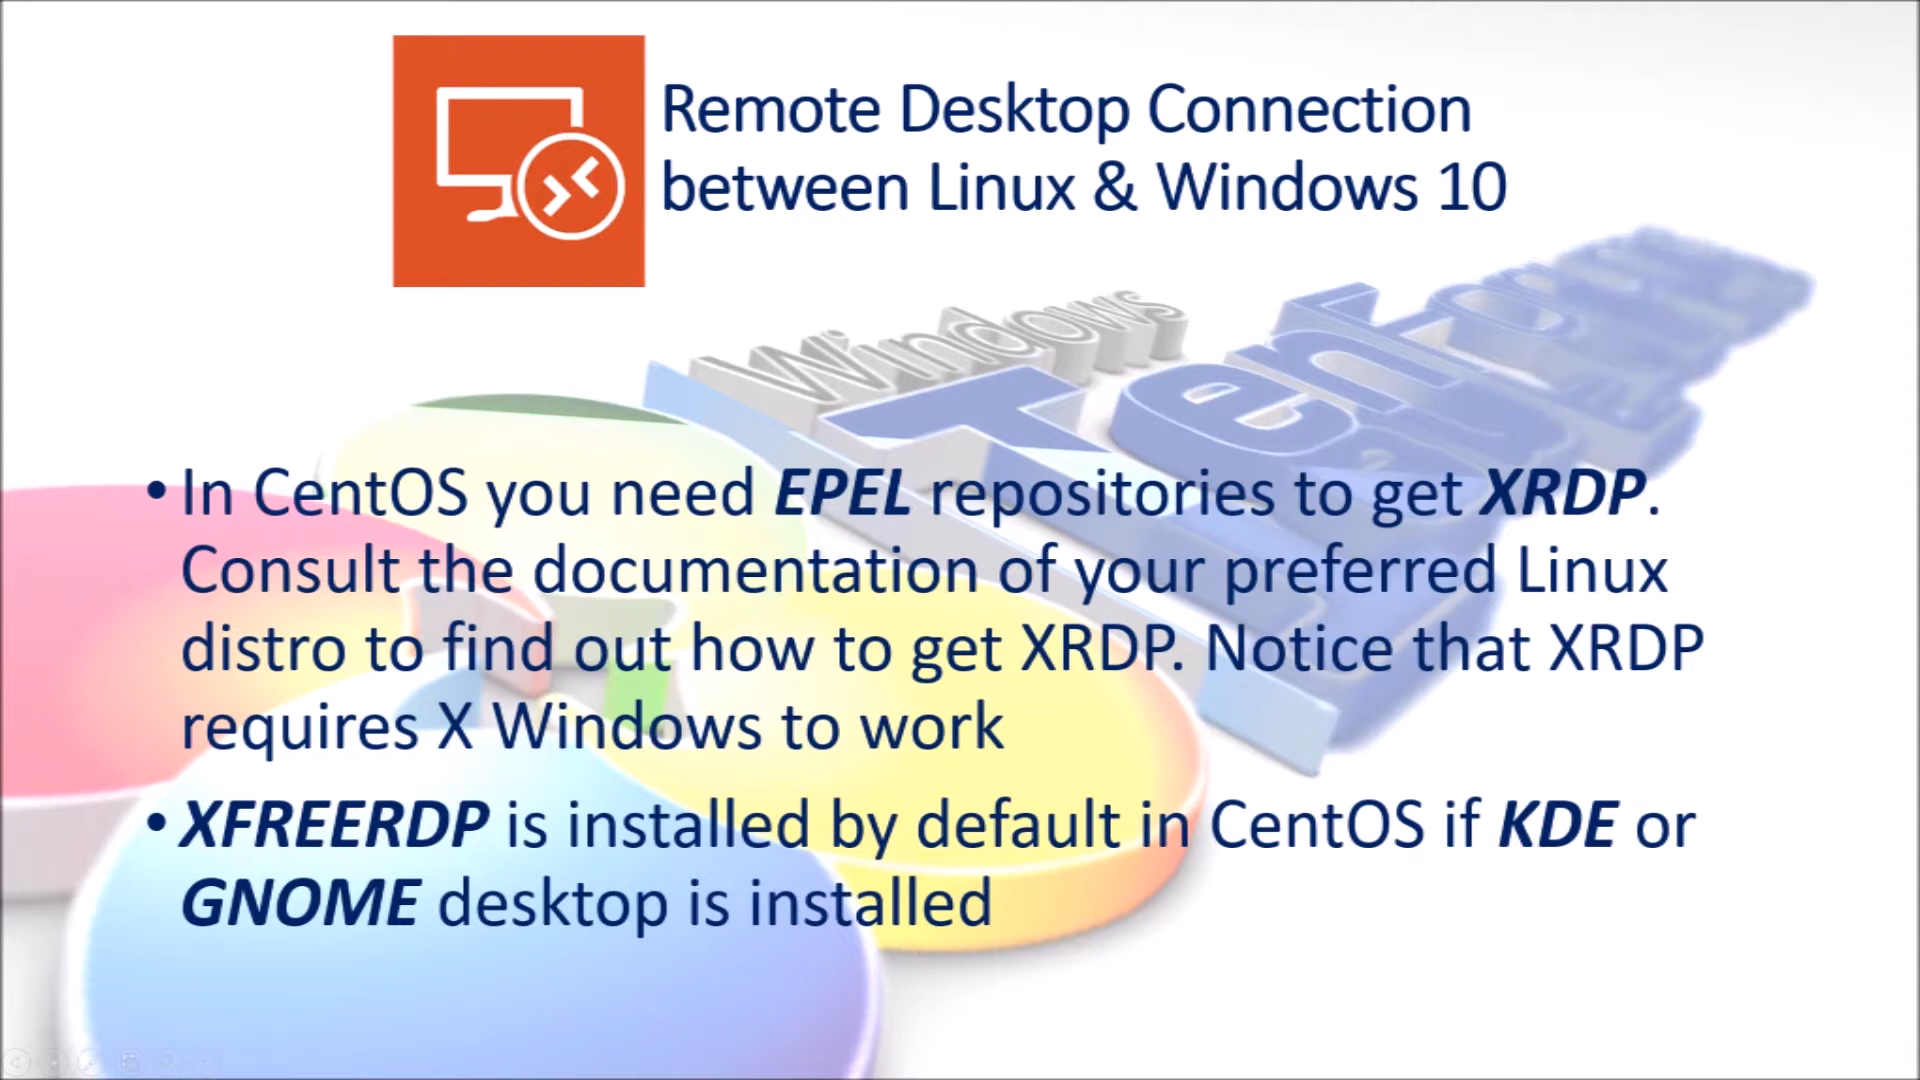 Remote Desktop Connection
between Linux & Windows 10
Windows
TenForums
• In CentOS you need EPEL repositories to get XRDP.
Consult the documentation of your preferred Linux
distro to find out how to get XRDP. Notice that XRDP
requires X Windows to work
• XFREERDP is installed by default in CentOS if KDE or
GNOME desktop is installed